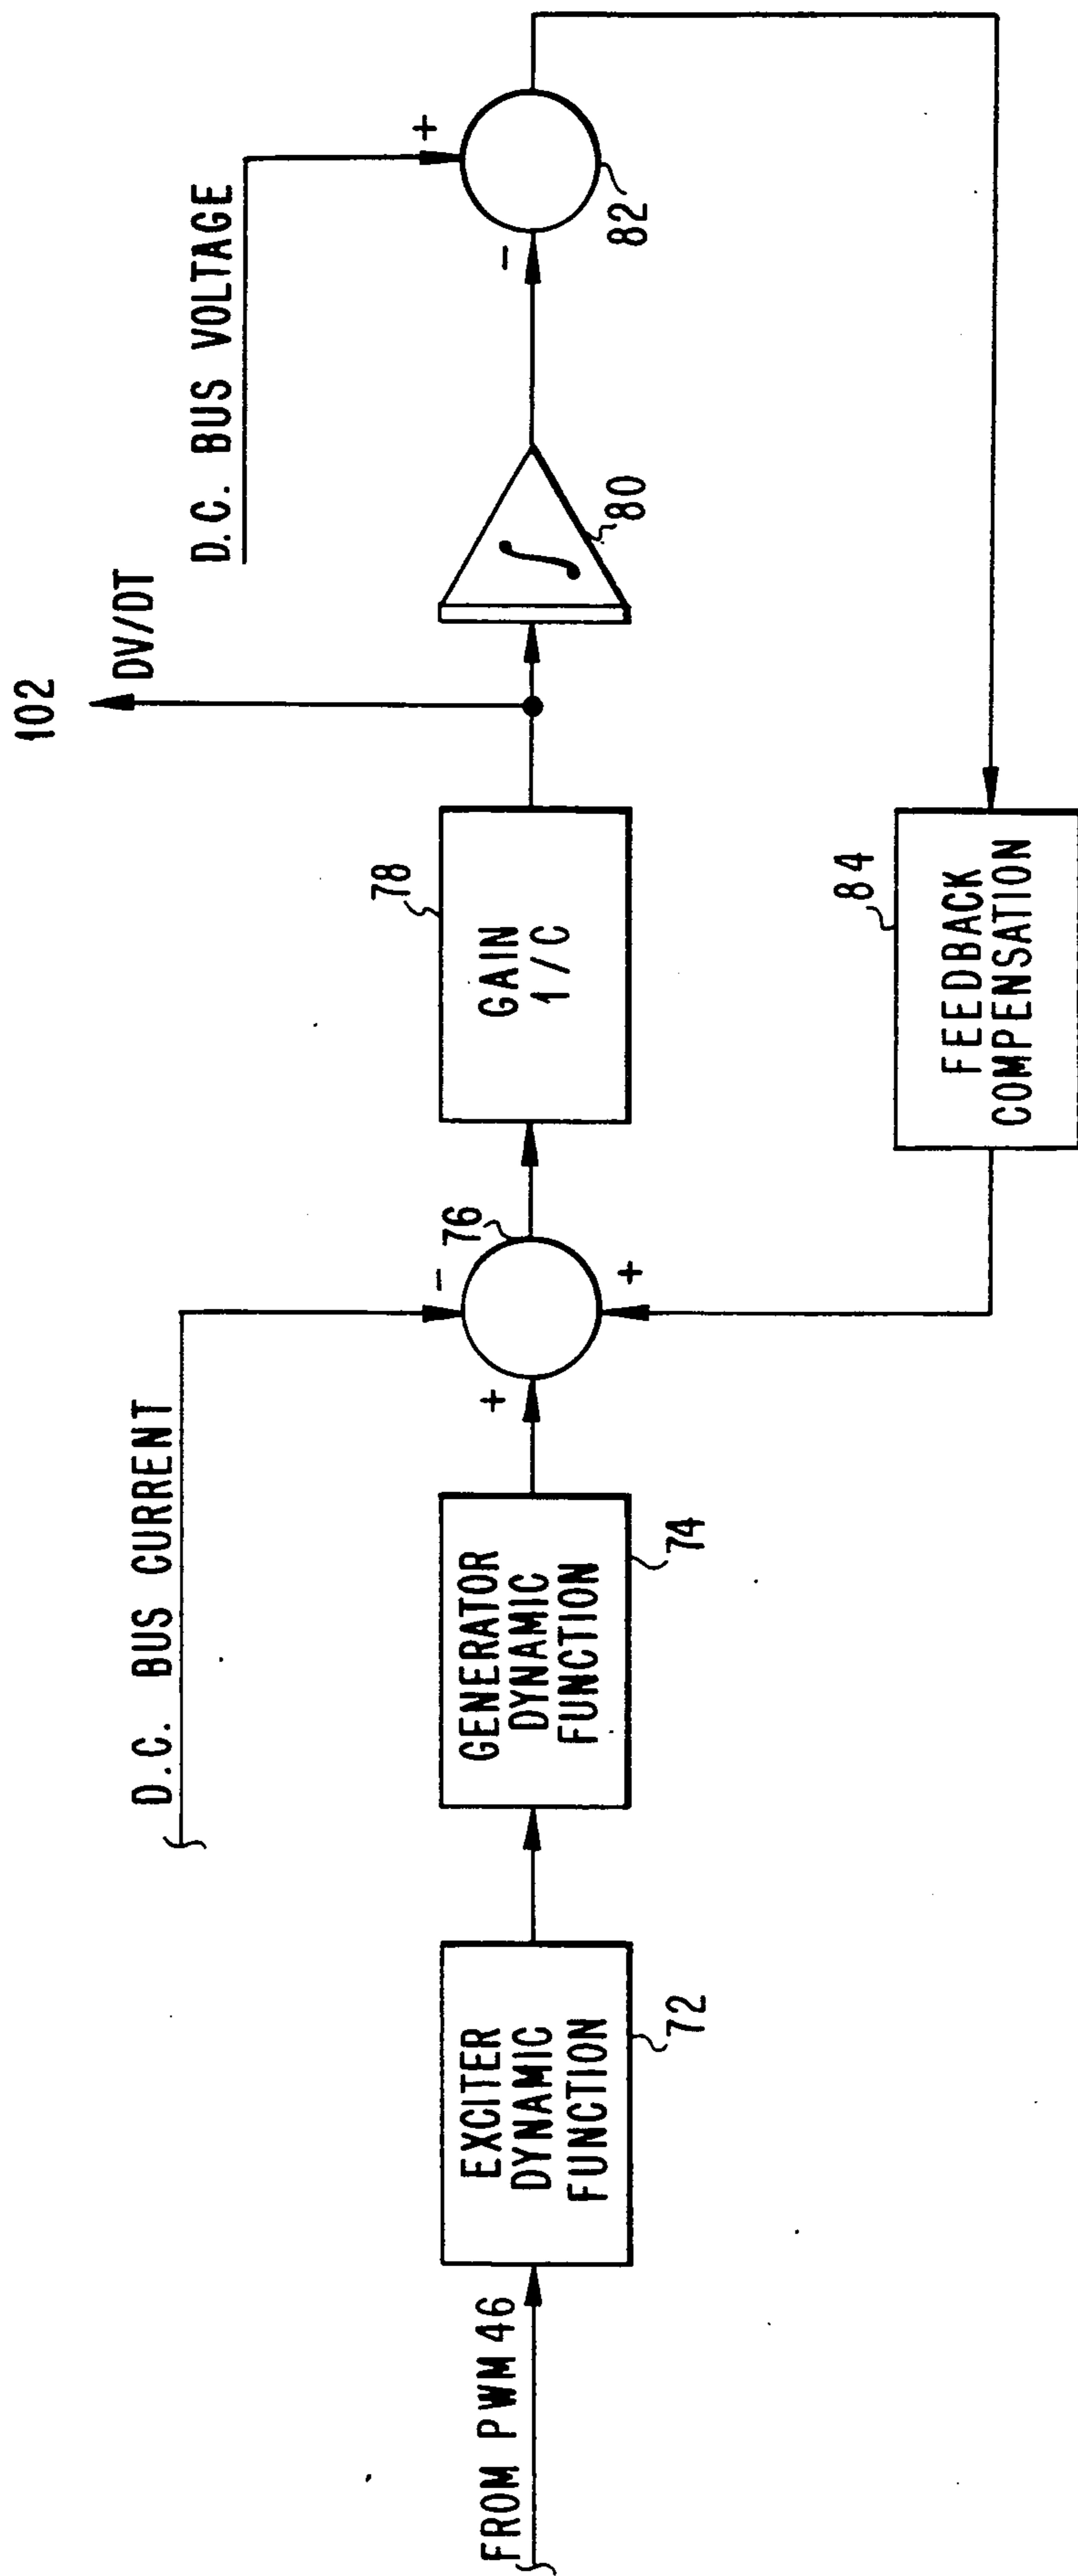 FROM PWM 46
EXCITER
DYNAMIC
FUNCTION
72
GENERATOR
DYNAMIC
FUNCTION
74
D.C. BUS CURRENT
-
+
+
76
GAIN
1/C
78
102
DV/DT
∫
80
D.C. BUS VOLTAGE
+
-
82
FEEDBACK
COMPENSATION
84